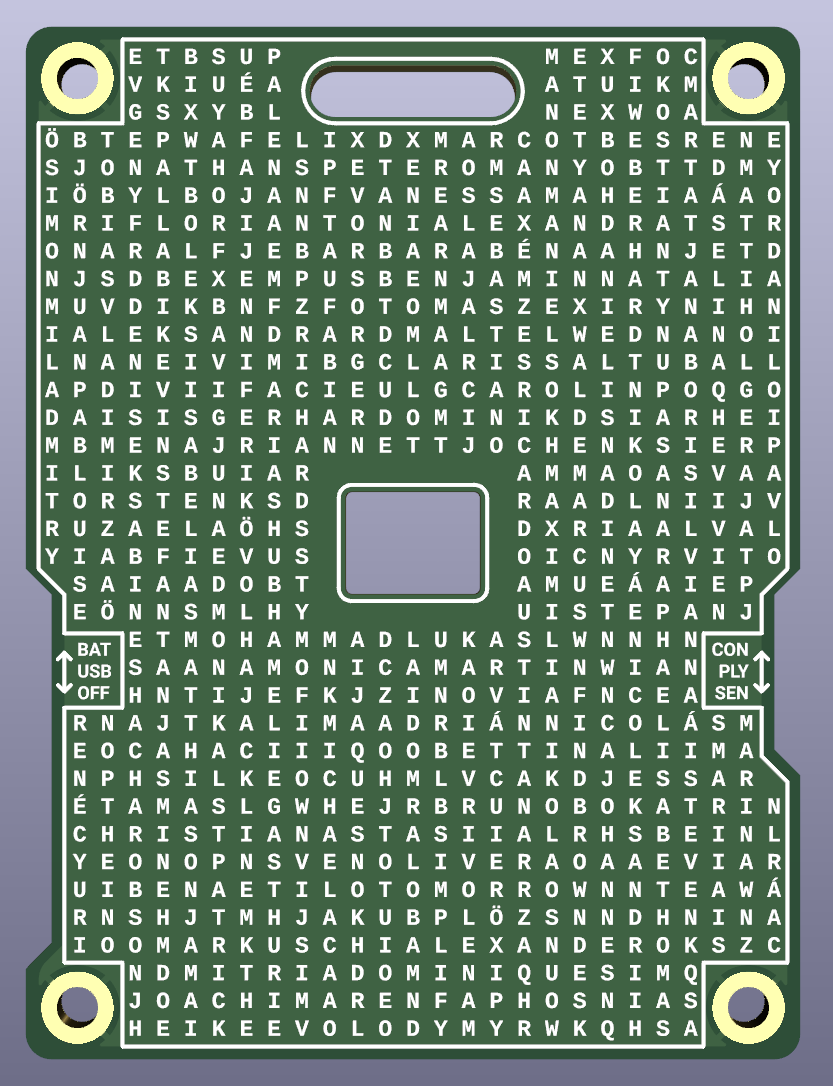 E T B S U P M E X F O C
V K I U É A A T U I K M
G S X Y B L N E X W O A
Ö B T E P W A F E L I X D X M A R C O T B E S R E N E
S J O N A T H A N S P E T E R O M A N Y O B T T D M Y
I Ö B Y L B O J A N F V A N E S S A M A H E I A Á A O
M R I F L O R I A N T O N I A L E X A N D R A T S T R
O N A R A L F J E B A R B A R A B É N A A H N J E T D
N J S D B E X E M P U S B E N J A M I N N A T A L I A
M U V D I K B N F Z F O T O M A S Z E X I R Y N I H N
I A L E K S A N D R A R D M A L T E L W E D N A N O I
L N A N E I V I M I B G C L A R I S S A L T U B A L L
A P D I V I I F A C I E U L G C A R O L I N P O Q G O
D A I S I S G E R H A R D O M I N I K D S I A R H E I
M B M E N A J R I A N N E T T J O C H E N K S I E R P
I L I K S B U I A R A M M A O A S V A A
T O R S T E N K S D R A A D L N I I J V
R U Z A E L A Ö H S D X R I A A L V A L
Y I A B F I E V U S O I C N Y R V I T O
S A I A A D O B T A M U E Á A I E P
E Ö N N S M L H Y U I S T E P A N J
E T M O H A M M A D L U K A S L W N N H N
BAT
USB
OFF
CON
PLY
SEN
S A A N A M O N I C A M A R T I N W I A N
H N T I J E F K J Z I N O V I A F N C E A
R N A J T K A L I M A A D R I Á N N I C O L Á S M
E O C A H A C I I I Q O O B E T T I N A L I I M A
N P H S I L K E O C U H M L V C A K D J E S S A R
É T A M A S L G W H E J R B R U N O B O K A T R I N
C H R I S T I A N A S T A S I I A L R H S B E I N L
Y E O N O P N S V E N O L I V E R A O A A E V I A R
U I B E N A E T I L O T O M O R R O W N N T E A W Á
R N S H J T M H J A K U B P L Ö Z S N N D H N I N A
I O O M A R K U S C H I A L E X A N D E R O K S Z C
N D M I T R I A D O M I N I Q U E S I M Q
J O A C H I M A R E N F A P H O S N I A S
H E I K E E V O L O D Y M Y R W K Q H S A